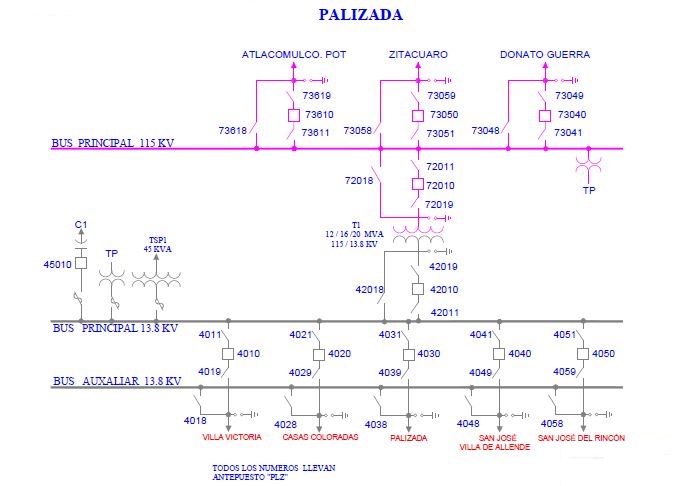 PALIZADA
ATLACOMULCO. POT
ZITACUARO
DONATO GUERRA
73619
73059
73049
73610
73050
73040
73618
73611
73058
73051
73048
73041
BUS PRINCIPAL 115 KV
72011
72018
72010
TP
72019
T1
12 / 16 /20 MVA
115 / 13.8 KV
C1
TSP1
45 KVA
TP
45010
42019
42018
42010
42011
BUS PRINCIPAL 13.8 KV
4011
4021
4031
4041
4051
4010
4020
4030
4040
4050
4019
4029
4039
4049
4059
BUS AUXALIAR 13.8 KV
4018
4028
4038
4048
4058
VILLA VICTORIA
CASAS COLORADAS
PALIZADA
SAN JOSÉ
VILLA DE ALLENDE
SAN JOSÉ DEL RINCÓN
TODOS LOS NUMEROS LLEVAN
ANTEPUESTO "PLZ"